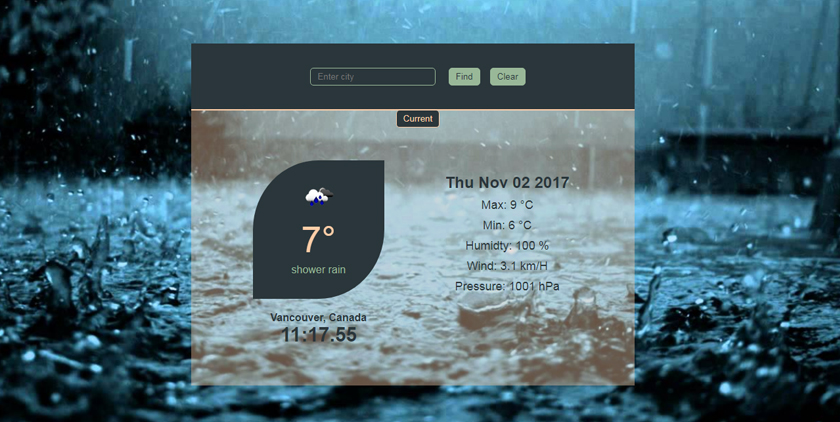 Enter city
Find
Clear
Current
7°
shower rain
Vancouver, Canada
11:17.55
Thu Nov 02 2017
Max: 9 °C
Min: 6 °C
Humidty: 100 %
Wind: 3.1 km/H
Pressure: 1001 hPa